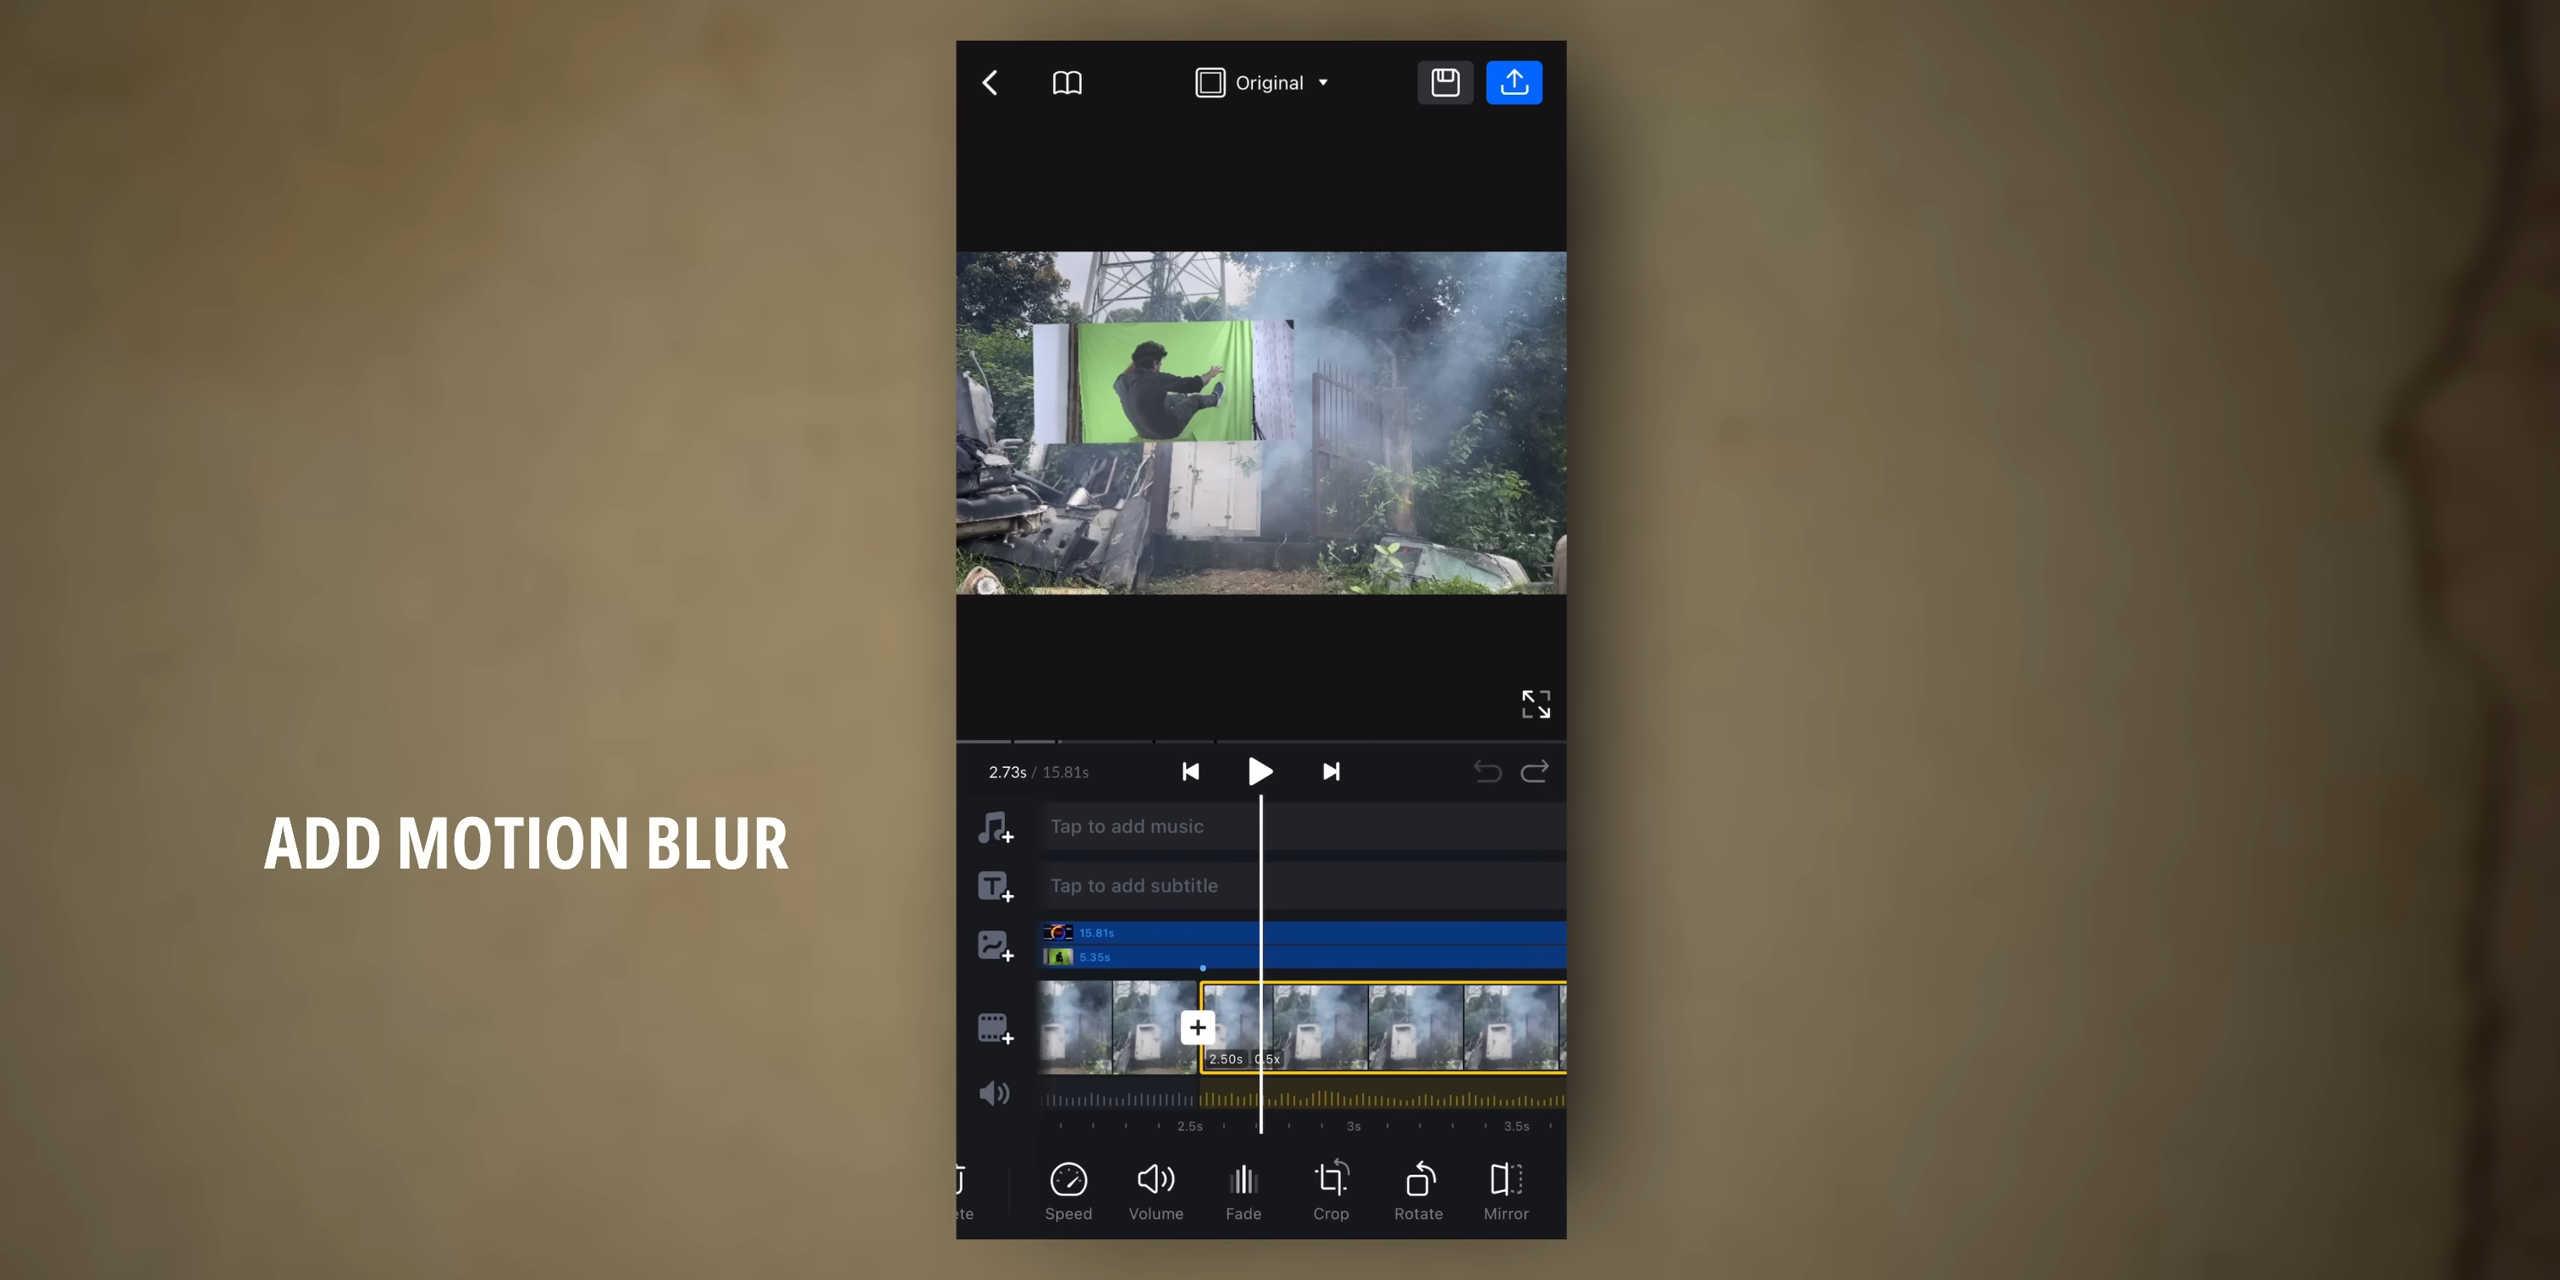 Original
2.73s / 15.81s
Tap to add music
ADD MOTION BLUR
Tap to add subtitle
15.81s
5.35s
2.50s 0.5x
2.5s 3s 3.5s
ete Speed Volume Fade Crop Rotate Mirror